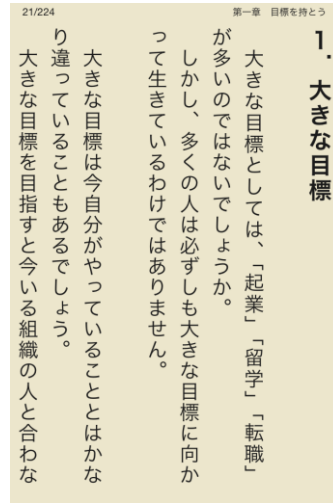 21/224
第一章 目標を持とう
1. 大きな目標
大きな目標としては、「起業」「留学」「転職」
が多いのではないでしょうか。
しかし、多くの人は必ずしも大きな目標に向か
って生きているわけではありません。
大きな目標は今自分がやっていることとはかな
り違っていることもあるでしょう。
大きな目標を目指すと今いる組織の人と合わな